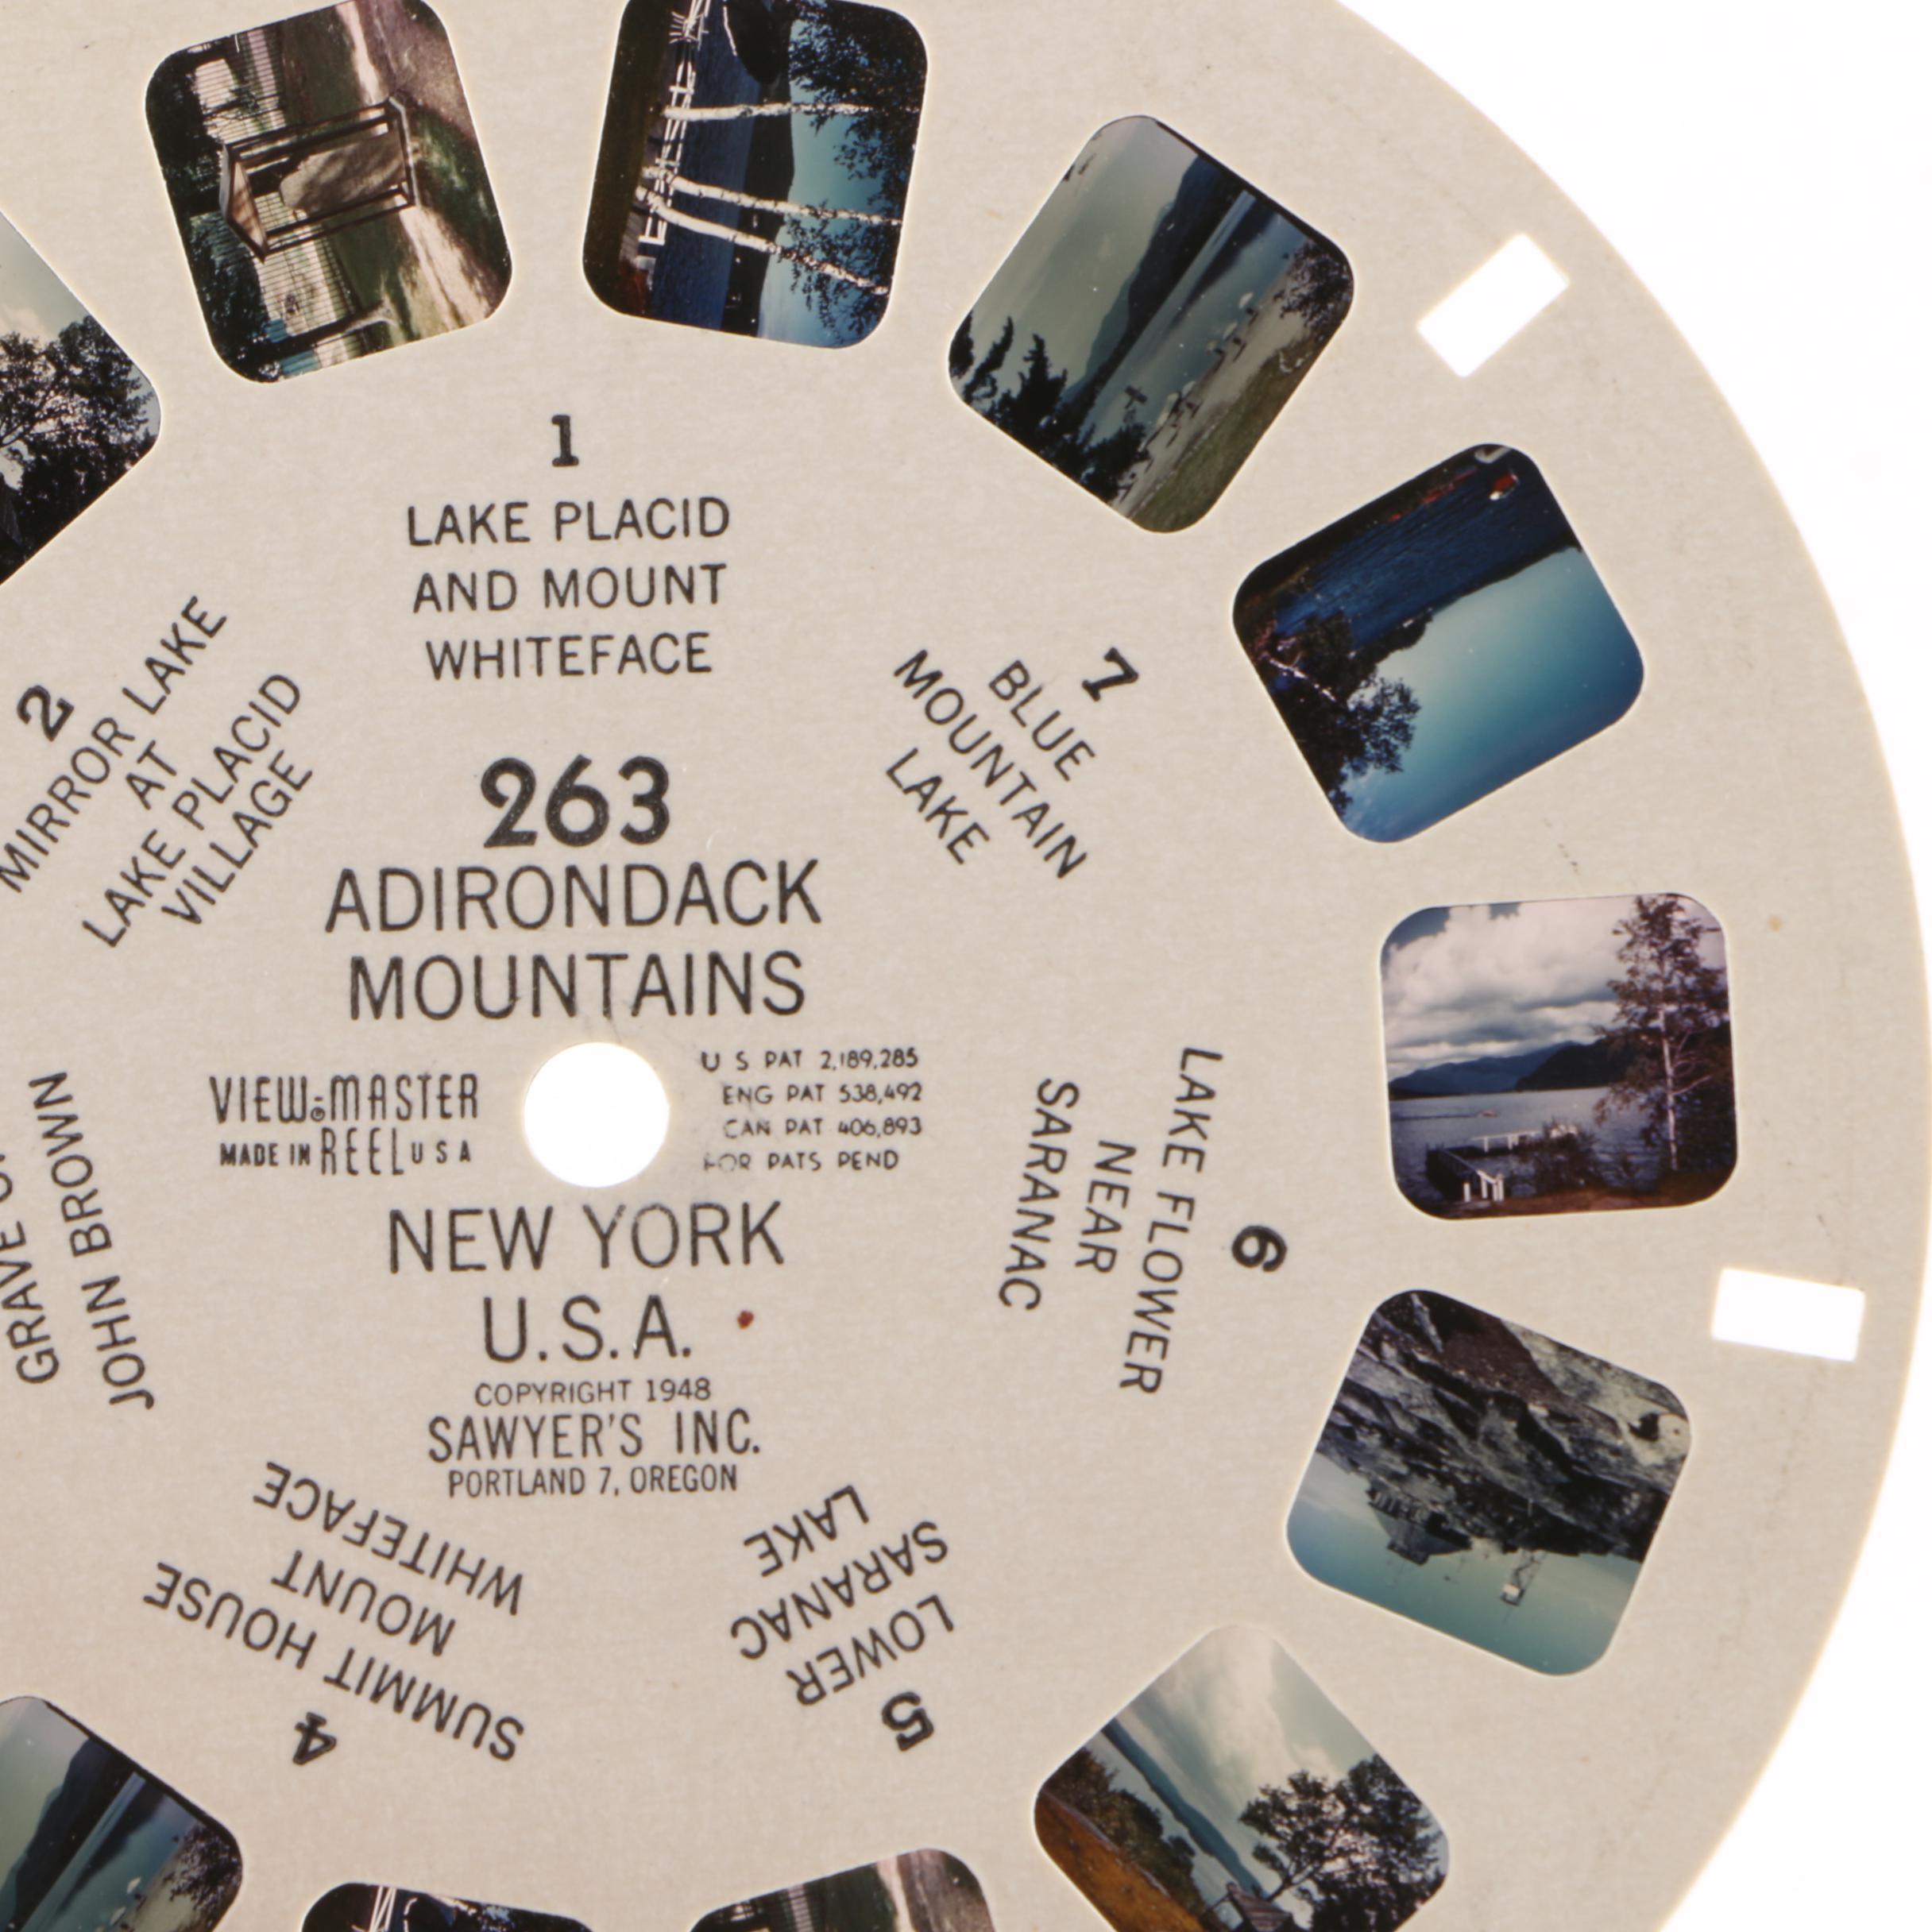 1
LAKE PLACID
AND MOUNT
WHITEFACE
2
MIRROR LAKE
AT
LAKE PLACID
VILLAGE
7
BLUE
MOUNTAIN
LAKE
263
ADIRONDACK
MOUNTAINS
VIEW-MASTER
MADE IN REEL U S A
U S PAT 2,189,285
ENG PAT 538,492
CAN PAT 406,893
FOR PATS PEND
NEW YORK
U.S.A.
COPYRIGHT 1948
SAWYER'S INC.
PORTLAND 7, OREGON
GRAVE
JOHN BROWN
6
LAKE FLOWER
NEAR
SARANAC
4
SUMMIT HOUSE
MOUNT
WHITEFACE
5
LOWER
SARANAC
LAKE